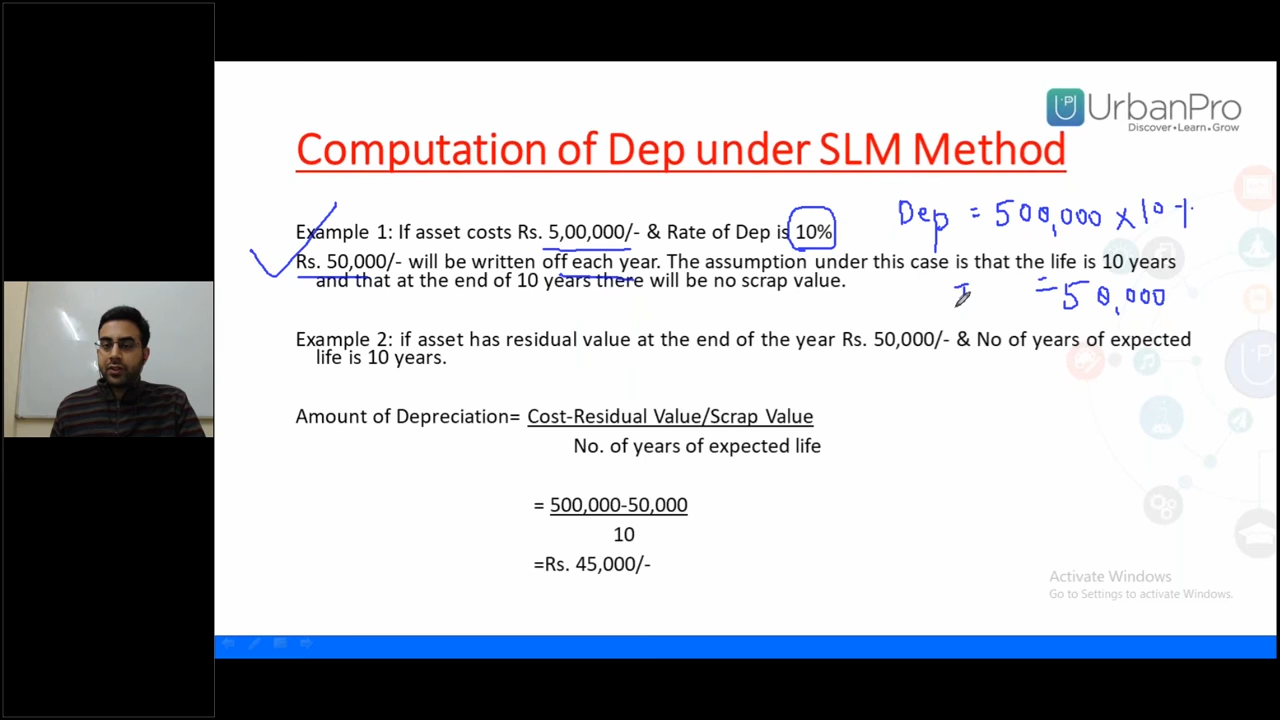 UrbanPro
Discover • Learn • Grow
Computation of Dep under SLM Method
Dep = 500,000 × 10%
Example 1: If asset costs Rs. 5,00,000/- & Rate of Dep is 10%
Rs. 50,000/- will be written off each year. The assumption under this case is that the life is 10 years
and that at the end of 10 years there will be no scrap value.
= 50,000
Example 2: if asset has residual value at the end of the year Rs. 50,000/- & No of years of expected
life is 10 years.
Amount of Depreciation= Cost-Residual Value/Scrap Value
No. of years of expected life
= 500,000-50,000
10
=Rs. 45,000/-
Activate Windows
Go to Settings to activate Windows.